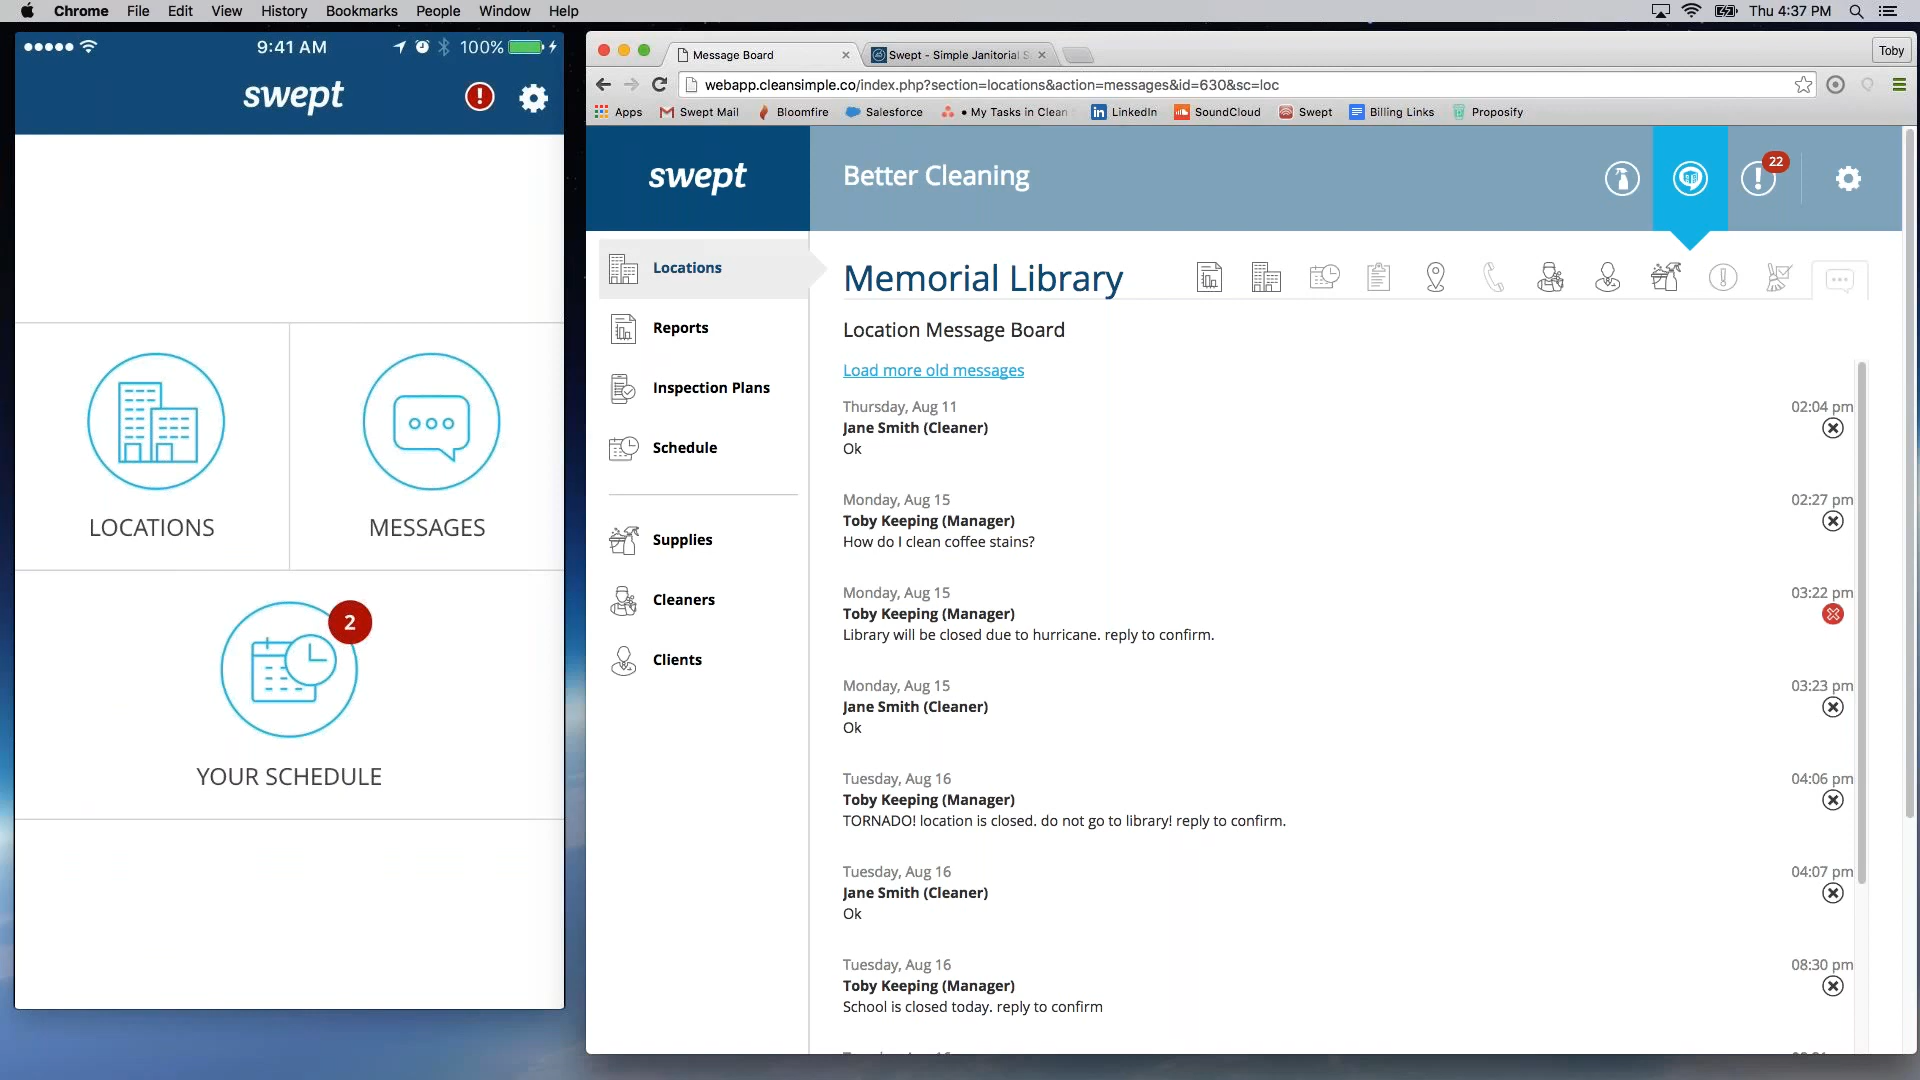 Chrome File Edit View History Bookmarks People Window Help
Thu 4:37 PM
9:41 AM
100%
swept
LOCATIONS
MESSAGES
2
YOUR SCHEDULE
Message Board
Swept - Simple Janitorial
Toby
webapp.cleansimple.co/index.php?section=locations&action=messages&id=630&sc=loc
Apps Swept Mail Bloomfire Salesforce • My Tasks in Clean LinkedIn SoundCloud Swept Billing Links Proposify
swept
Better Cleaning
22
Locations
Reports
Inspection Plans
Schedule
Supplies
Cleaners
Clients
Memorial Library
Location Message Board
Load more old messages
Thursday, Aug 11 02:04 pm
Jane Smith (Cleaner)
Ok
Monday, Aug 15 02:27 pm
Toby Keeping (Manager)
How do I clean coffee stains?
Monday, Aug 15 03:22 pm
Toby Keeping (Manager)
Library will be closed due to hurricane. reply to confirm.
Monday, Aug 15 03:23 pm
Jane Smith (Cleaner)
Ok
Tuesday, Aug 16 04:06 pm
Toby Keeping (Manager)
TORNADO! location is closed. do not go to library! reply to confirm.
Tuesday, Aug 16 04:07 pm
Jane Smith (Cleaner)
Ok
Tuesday, Aug 16 08:30 pm
Toby Keeping (Manager)
School is closed today. reply to confirm